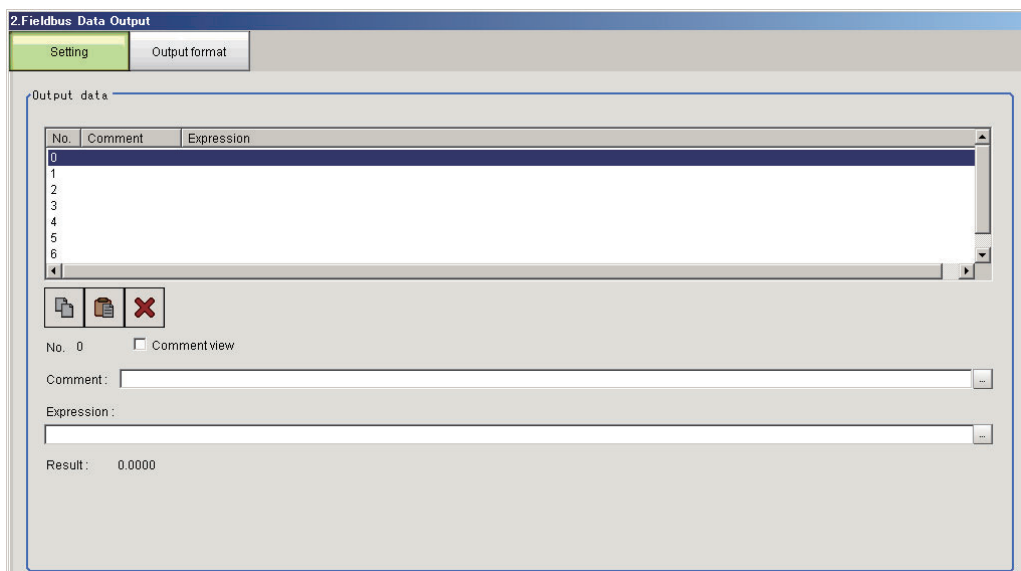 2.Fieldbus Data Output
Setting Output format
Output data
No. Comment Expression
0
1
2
3
4
5
6
No. 0 Comment view
Comment : ...
Expression :
...
Result : 0.0000